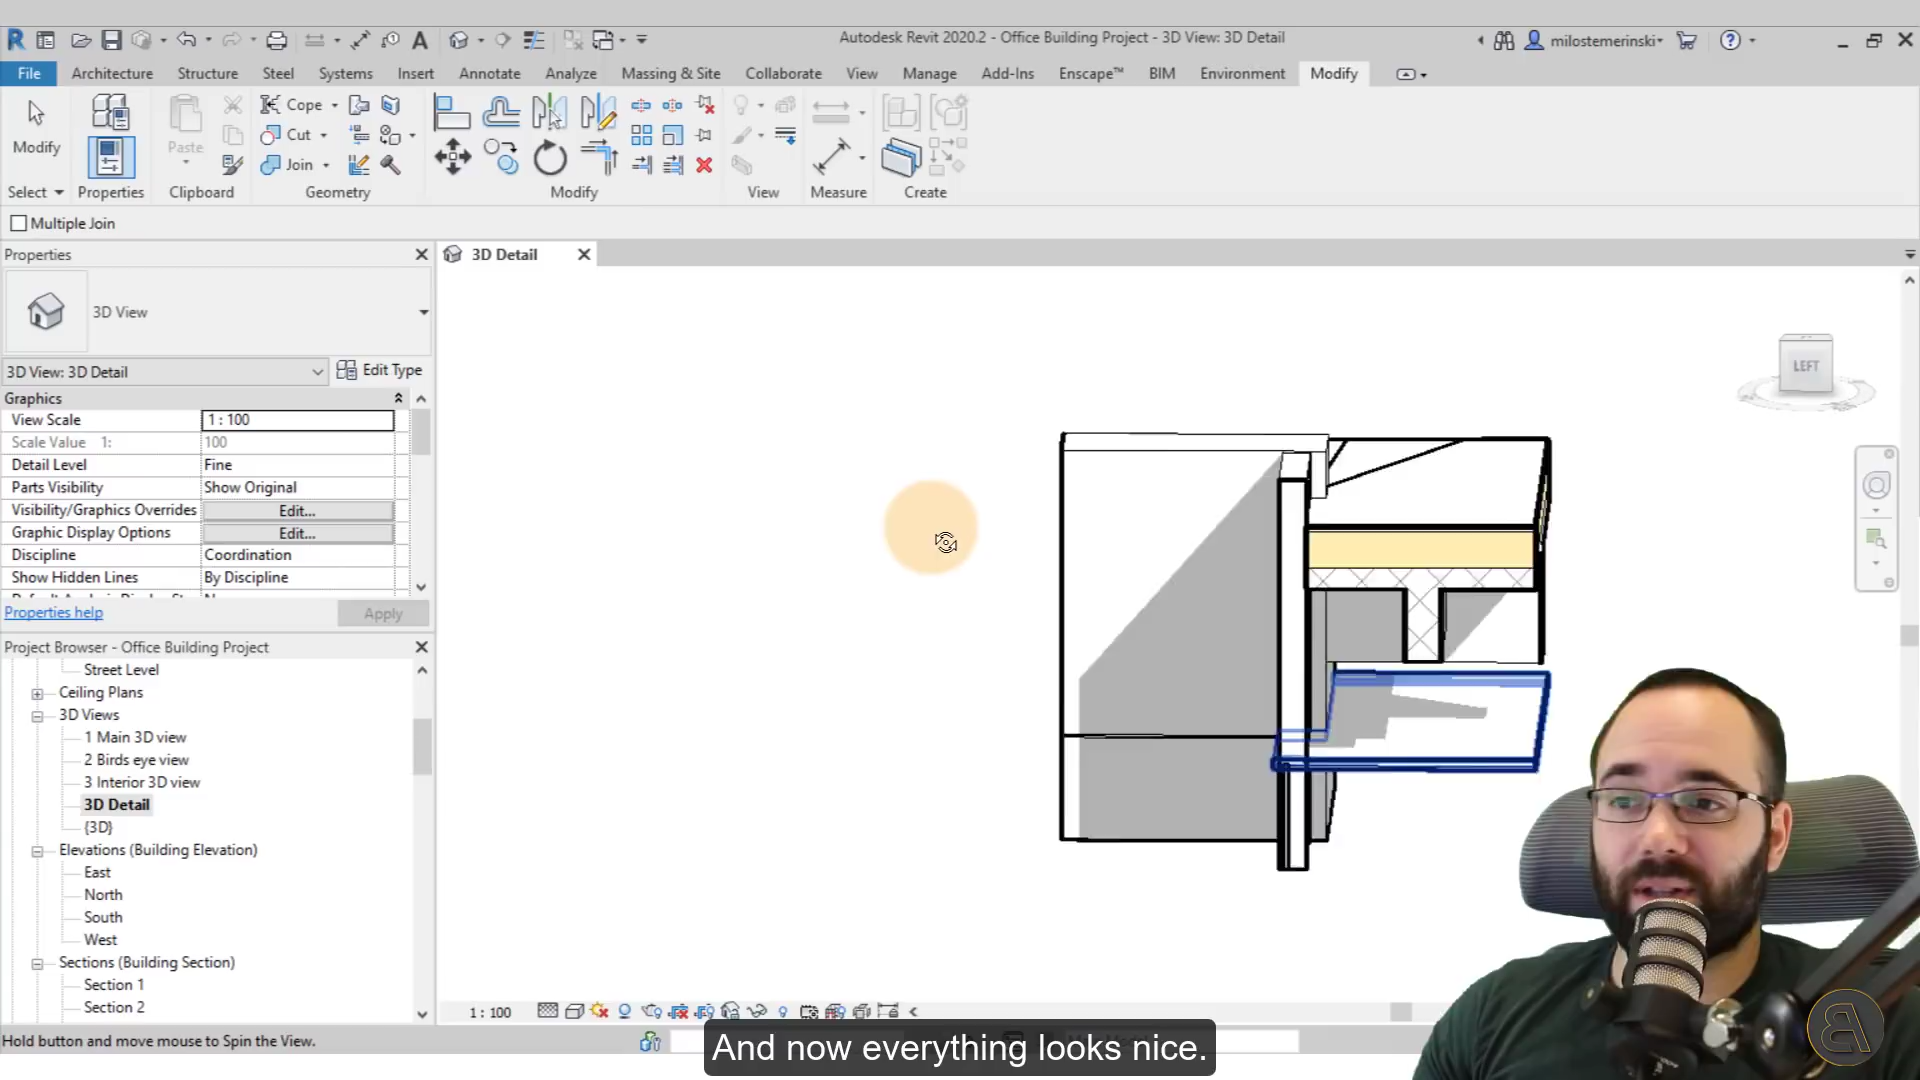 Autodesk Revit 2020.2 - Office Building Project - 3D View: 3D Detail
milostemerinski
File Architecture Structure Steel Systems Insert Annotate Analyze Massing & Site Collaborate View Manage Add-Ins Enscape™ BIM Environment Modify
Cope
Cut
Join
Modify
Paste
Select Properties Clipboard Geometry Modify View Measure Create
Multiple Join
Properties
3D Detail
3D View
3D View: 3D Detail
Edit Type
Graphics
View Scale 1 : 100
Scale Value 1: 100
Detail Level Fine
Parts Visibility Show Original
Visibility/Graphics Overrides Edit...
Graphic Display Options Edit...
Discipline Coordination
Show Hidden Lines By Discipline
Properties help
Apply
LEFT
Project Browser - Office Building Project
Street Level
Ceiling Plans
3D Views
1 Main 3D view
2 Birds eye view
3 Interior 3D view
3D Detail
{3D}
Elevations (Building Elevation)
East
North
South
West
Sections (Building Section)
Section 1
Section 2
1 : 100
Hold button and move mouse to Spin the View.
And now everything looks nice.